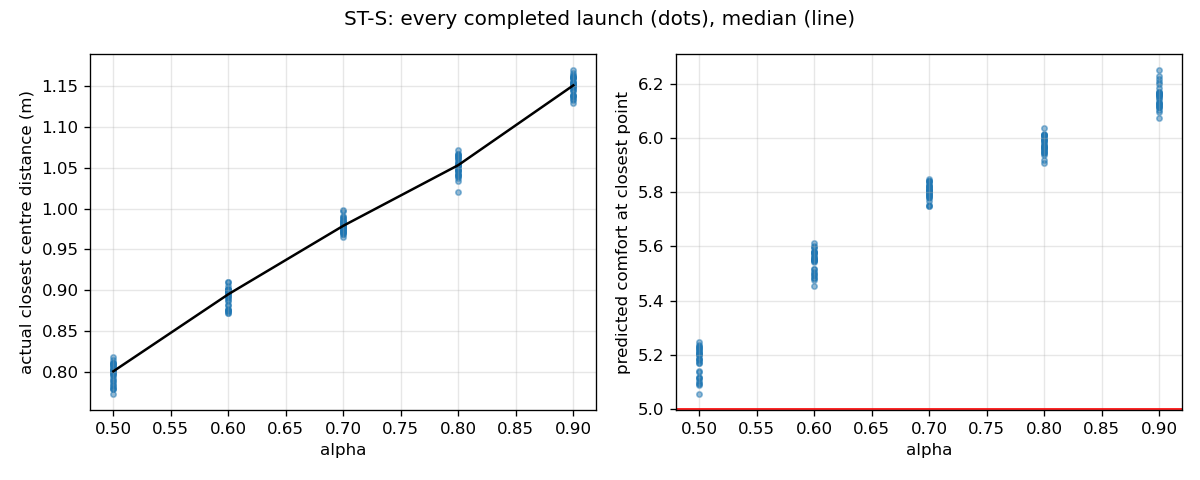 ST-S: every completed launch (dots), median (line)
actual closest centre distance (m)
1.15
1.10
1.05
1.00
0.95
0.90
0.85
0.80
0.50 0.55 0.60 0.65 0.70 0.75 0.80 0.85 0.90
alpha
predicted comfort at closest point
6.2
6.0
5.8
5.6
5.4
5.2
5.0
0.50 0.55 0.60 0.65 0.70 0.75 0.80 0.85 0.90
alpha